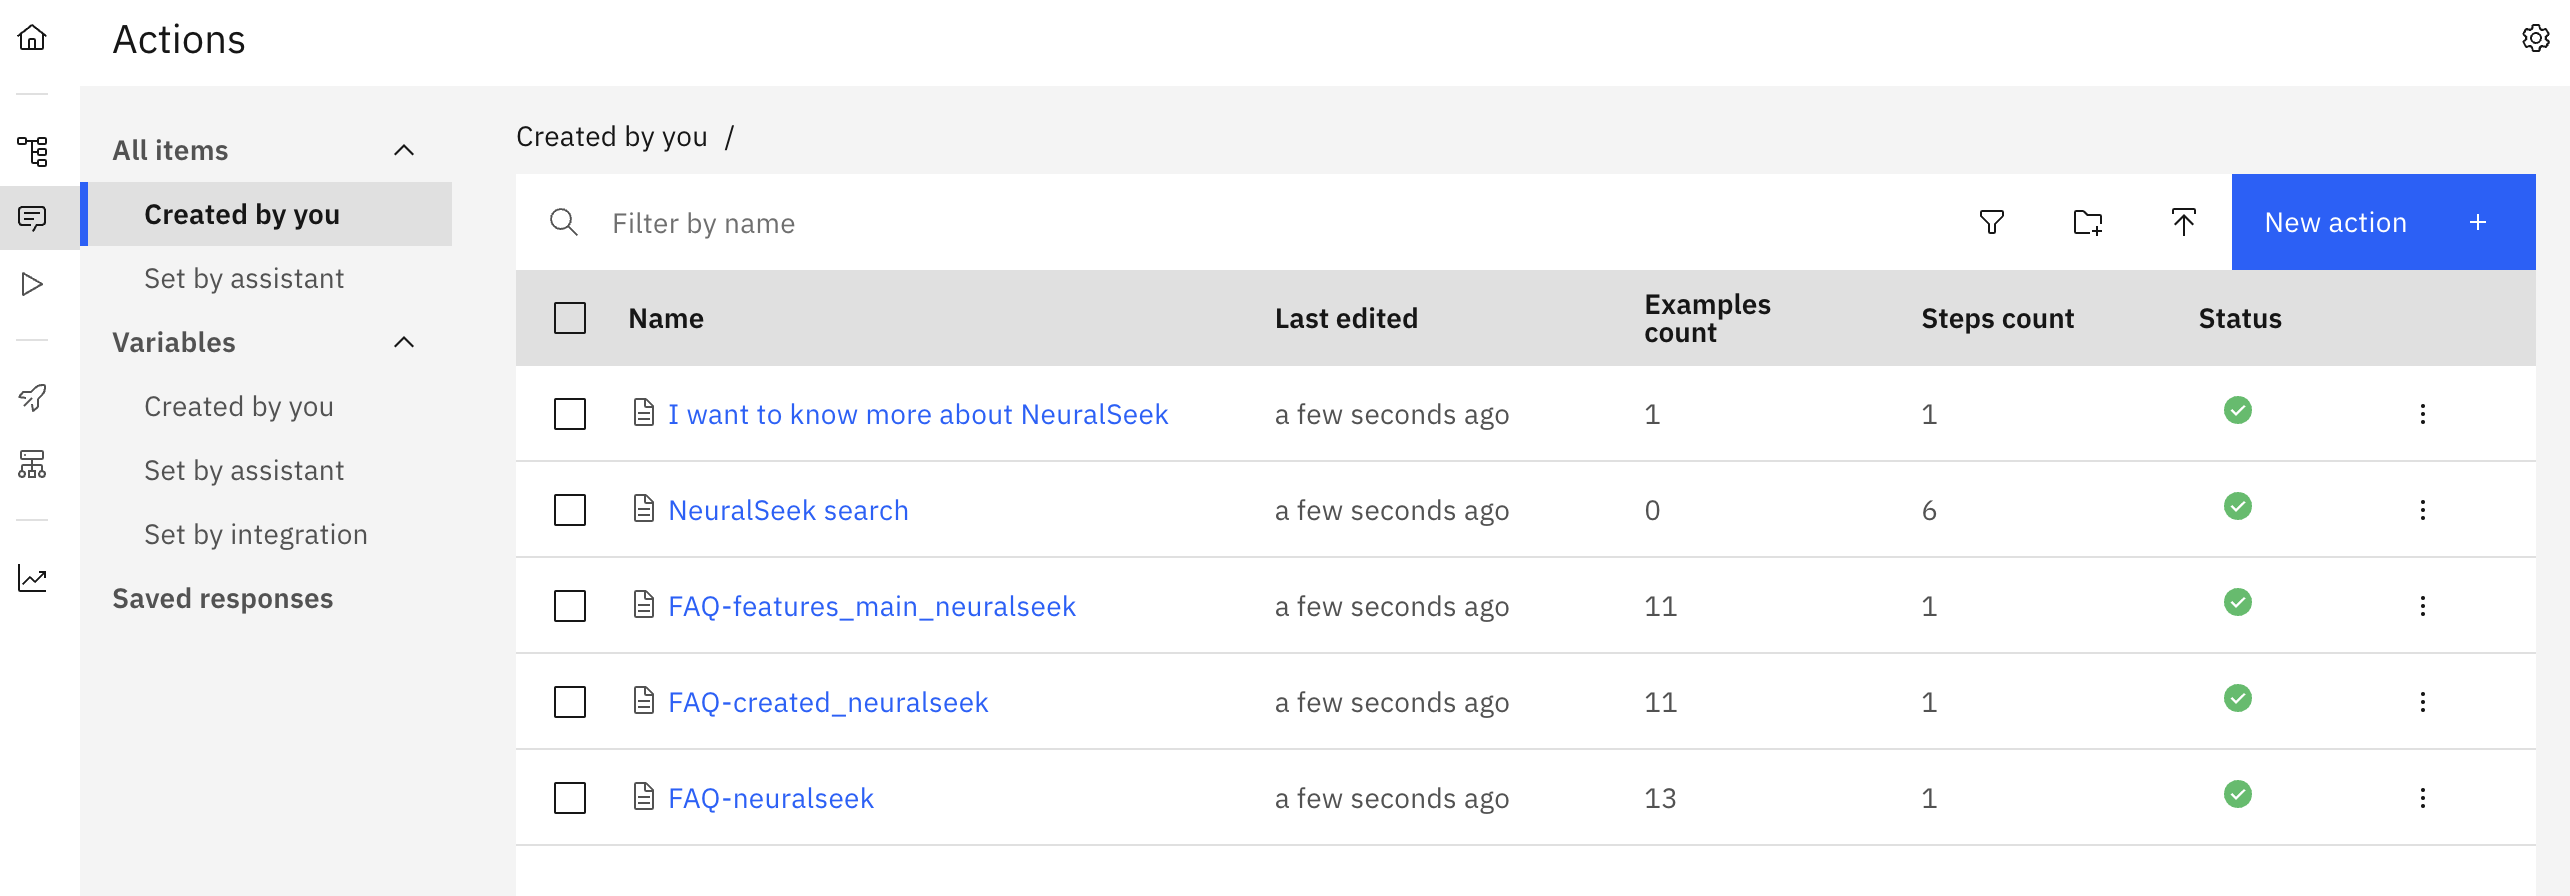 Actions
All items
Created by you
Set by assistant
Variables
Created by you
Set by assistant
Set by integration
Saved responses
Created by you /
Filter by name
New action +
Name Last edited Examples count Steps count Status
I want to know more about NeuralSeek a few seconds ago 1 1
NeuralSeek search a few seconds ago 0 6
FAQ-features_main_neuralseek a few seconds ago 11 1
FAQ-created_neuralseek a few seconds ago 11 1
FAQ-neuralseek a few seconds ago 13 1